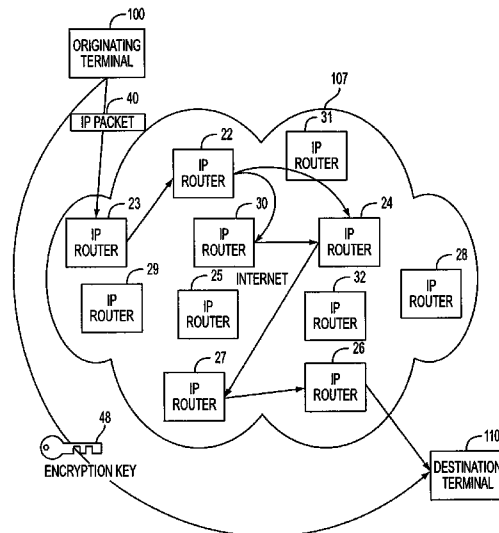 100
ORIGINATING
TERMINAL
40
IP PACKET
107
31
IP
ROUTER
22
IP
ROUTER
23
IP
ROUTER
30
IP
ROUTER
24
IP
ROUTER
29
IP
ROUTER
25
IP
ROUTER
INTERNET
32
IP
ROUTER
28
IP
ROUTER
27
IP
ROUTER
26
IP
ROUTER
48
ENCRYPTION KEY
110
DESTINATION
TERMINAL